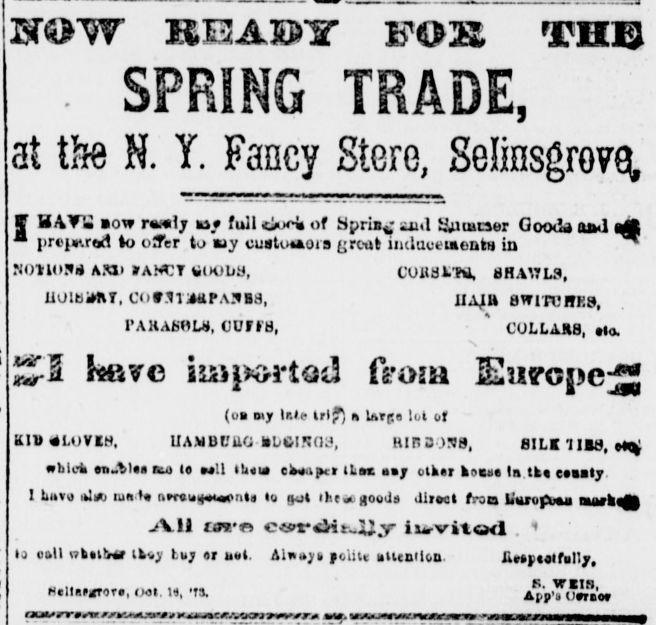 NOW READY FOR THE
SPRING TRADE,
at the N. Y. Fancy Store, Selinsgrove,
I HAVE now ready my full stock of Spring and Summer Goods and am
prepared to offer to my customers great inducements in
NOTIONS AND FANCY GOODS, CORSETS, SHAWLS,
HOISERY, COUNTERPANES, HAIR SWITCHES,
PARASOLS, CUFFS, COLLARS, etc.
I have imported from Europe
(on my late trip) a large lot of
KID GLOVES, HAMBURG EDGINGS, RIBBONS, SILK TIES, etc,
which enables me to sell them cheaper than any other house in the county.
I have also made arrangements to get these goods direct from European markets
All are cordially invited
to call whether they buy or not. Always polite attention. Respectfully,
S. WEIS,
Selinsgrove, Oct. 16, '73. App's Corner